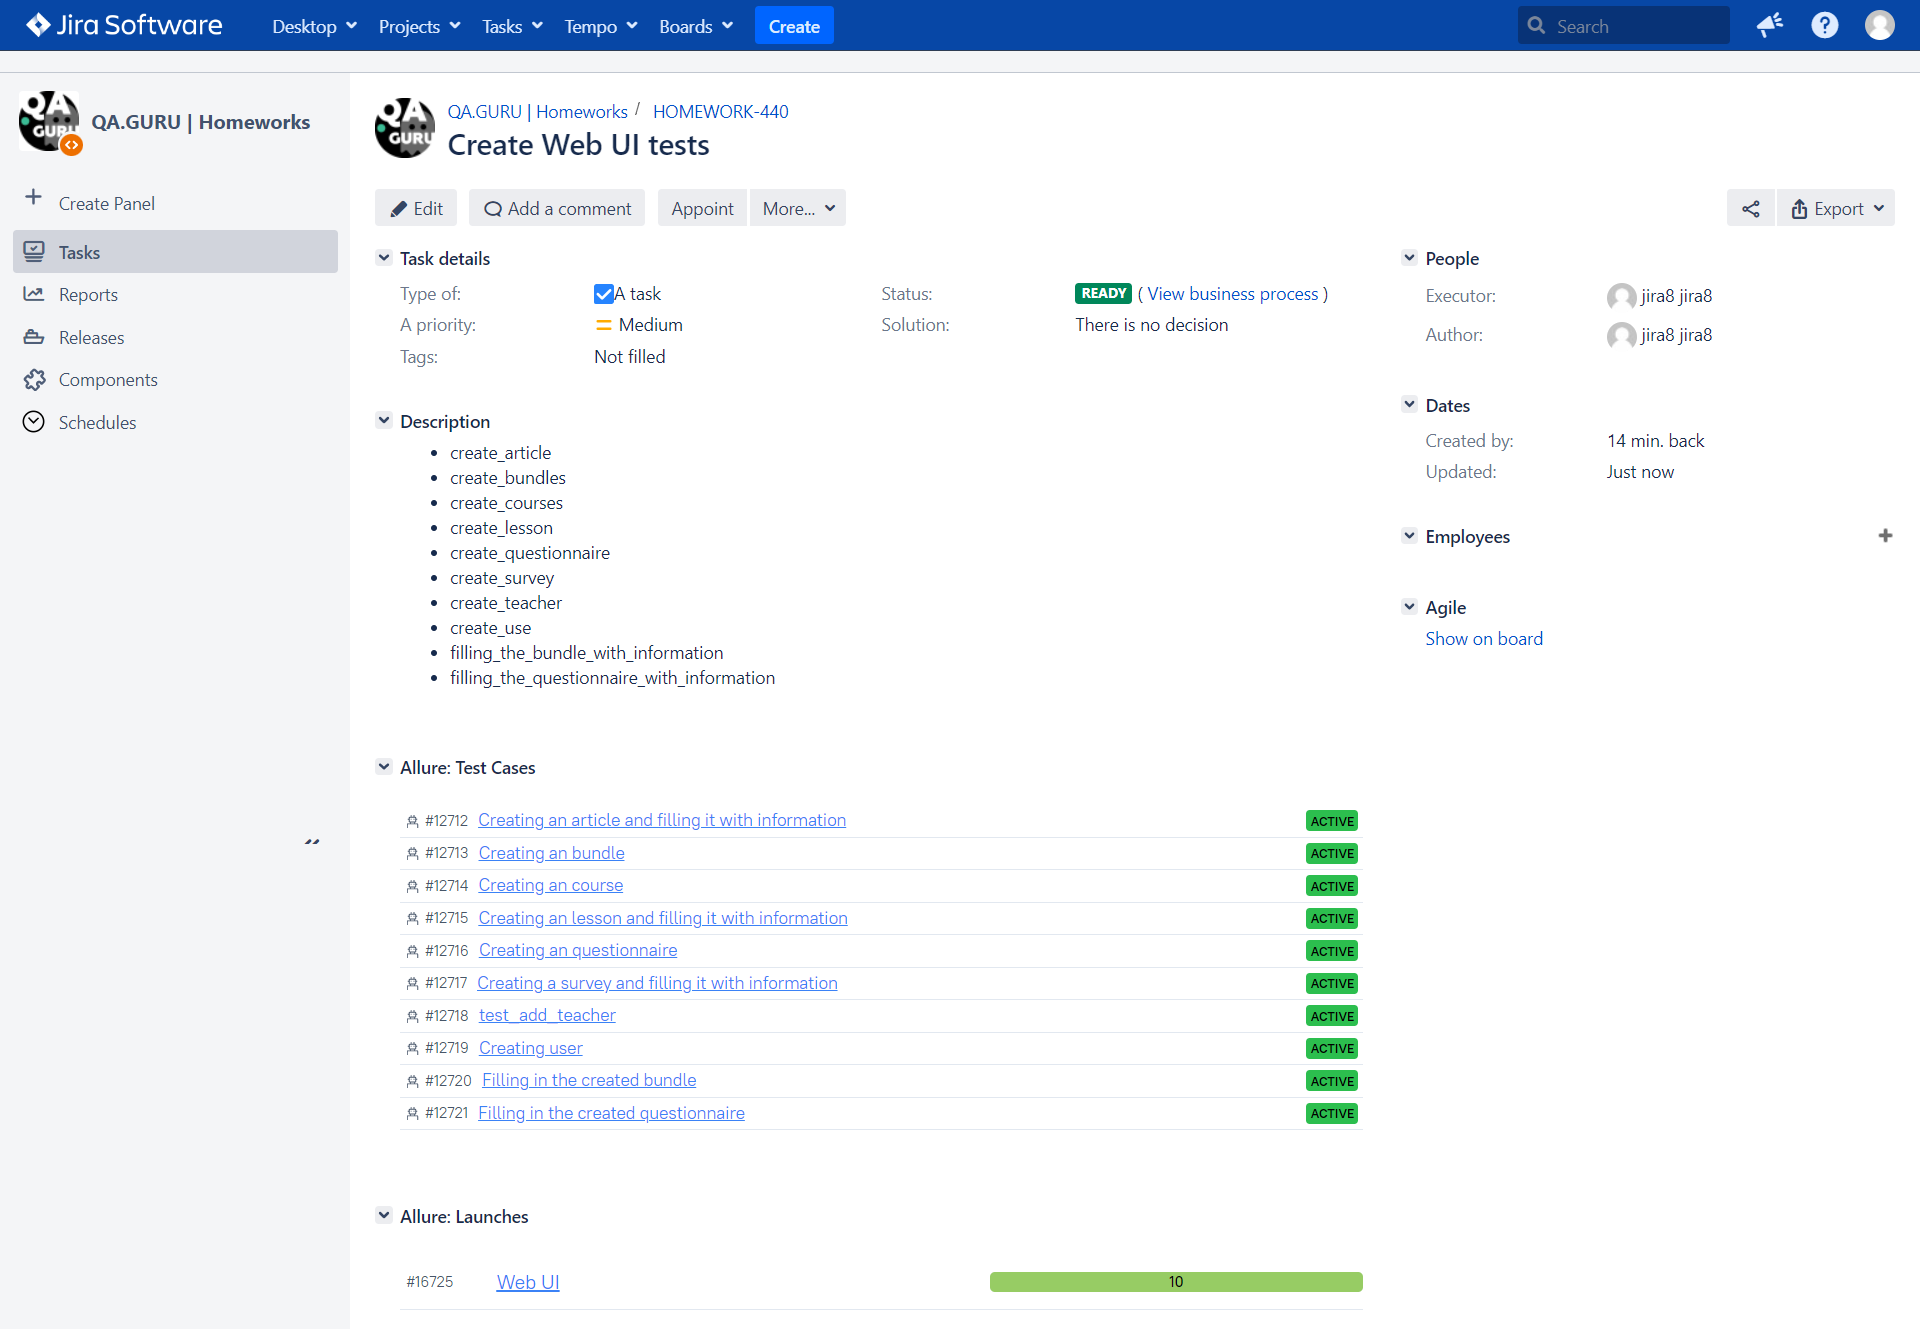 Jira Software
Desktop Projects Tasks Tempo Boards Create Search
QA GURU
QA.GURU | Homeworks
Create Panel
Tasks
Reports
Releases
Components
Schedules
QA GURU
QA.GURU | Homeworks / HOMEWORK-440
Create Web UI tests
Edit Add a comment Appoint More... Export
Task details
Type of: A task Status: READY ( View business process )
A priority: Medium Solution: There is no decision
Tags: Not filled
Description
• create_article
• create_bundles
• create_courses
• create_lesson
• create_questionnaire
• create_survey
• create_teacher
• create_use
• filling_the_bundle_with_information
• filling_the_questionnaire_with_information
Allure: Test Cases
#12712 Creating an article and filling it with information ACTIVE
#12713 Creating an bundle ACTIVE
#12714 Creating an course ACTIVE
#12715 Creating an lesson and filling it with information ACTIVE
#12716 Creating an questionnaire ACTIVE
#12717 Creating a survey and filling it with information ACTIVE
#12718 test_add_teacher ACTIVE
#12719 Creating user ACTIVE
#12720 Filling in the created bundle ACTIVE
#12721 Filling in the created questionnaire ACTIVE
Allure: Launches
#16725 Web UI 10
People
Executor: jira8 jira8
Author: jira8 jira8
Dates
Created by: 14 min. back
Updated: Just now
Employees
Agile
Show on board